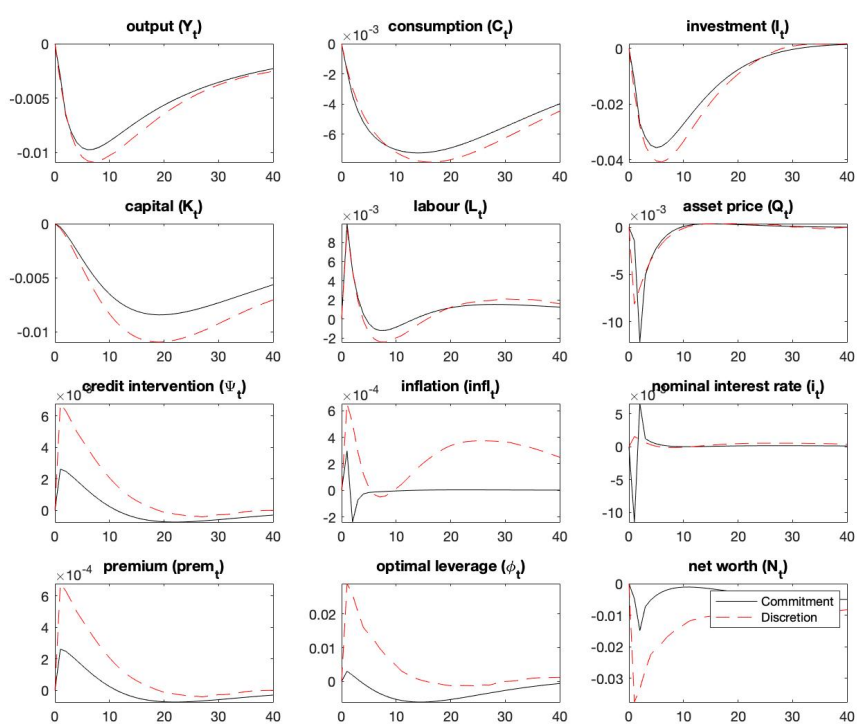 output (Y_t)
0
-0.005
-0.01
0 10 20 30 40
consumption (C_t)
×10^-3
0
-2
-4
-6
0 10 20 30 40
investment (I_t)
0
-0.02
-0.04
0 10 20 30 40
capital (K_t)
0
-0.005
-0.01
0 10 20 30 40
labour (L_t)
×10^-3
8
6
4
2
0
-2
0 10 20 30 40
asset price (Q_t)
×10^-3
0
-5
-10
0 10 20 30 40
credit intervention (Ψ_t)
×10
6
4
2
0
0 10 20 30 40
inflation (infl_t)
×10^-4
6
4
2
0
-2
0 10 20 30 40
nominal interest rate (i_t)
×10
5
0
-5
-10
0 10 20 30 40
premium (prem_t)
×10^-4
6
4
2
0
0 10 20 30 40
optimal leverage (ϕ_t)
0.02
0.01
0
0 10 20 30 40
net worth (N_t)
0
-0.01
-0.02
-0.03
Commitment
Discretion
0 10 20 30 40